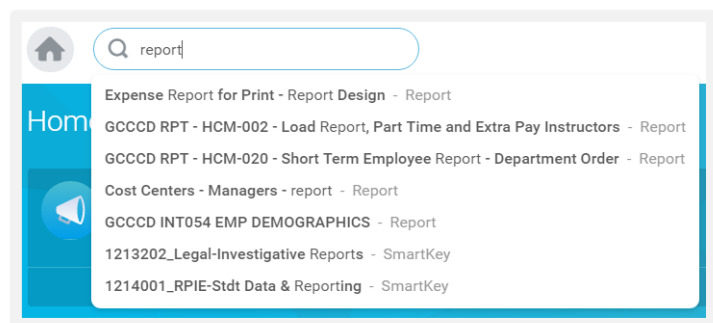 report
Expense Report for Print - Report Design - Report
Hom
GCCCD RPT - HCM-002 - Load Report, Part Time and Extra Pay Instructors - Report
GCCCD RPT - HCM-020 - Short Term Employee Report - Department Order - Report
Cost Centers - Managers - report - Report
GCCCD INT054 EMP DEMOGRAPHICS - Report
1213202_Legal-Investigative Reports - SmartKey
1214001_RPIE-Stdt Data & Reporting - SmartKey